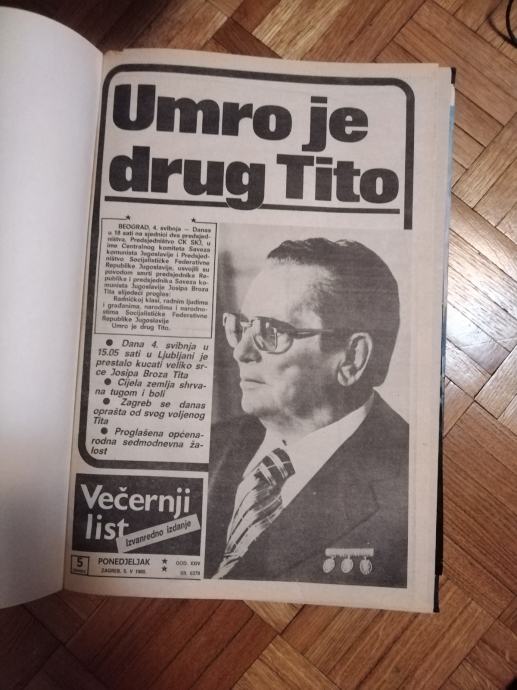 Umro je
drug Tito
BEOGRAD, 4. svibnja — Danas
u 18 sati na sjednici dva predsjed-
ništva, Predsjedništvo CK SKJ, u
ime Centralnog komiteta Saveza
komunista Jugoslavije i Predsjed-
ništvo Socijalističke Federativne
Republike Jugoslavije, usvojili su
povodom smrti predsjednika Re-
publike i predsjednika Saveza ko-
munista Jugoslavije Josipa Broza
Tita slijedeći proglas:
Radničkoj klasi, radnim ljudima
i građanima, narodima i narodno-
stima Socijalističke Federativne
Republike Jugoslavije
Umro je drug Tito.
● Dana 4. svibnja u
15.05 sati u Ljubljani je
prestalo kucati veliko sr-
ce Josipa Broza Tita
● Cijela zemlja shrva-
na tugom i boli
● Zagreb se danas
oprašta od svog voljenog
Tita
● Proglašena općena-
rodna sedmodnevna ža-
lost
Večernji
list
Izvanredno izdanje
5
PONEDJELJAK
ZAGREB, 5. V 1980.
GOD. XXIV